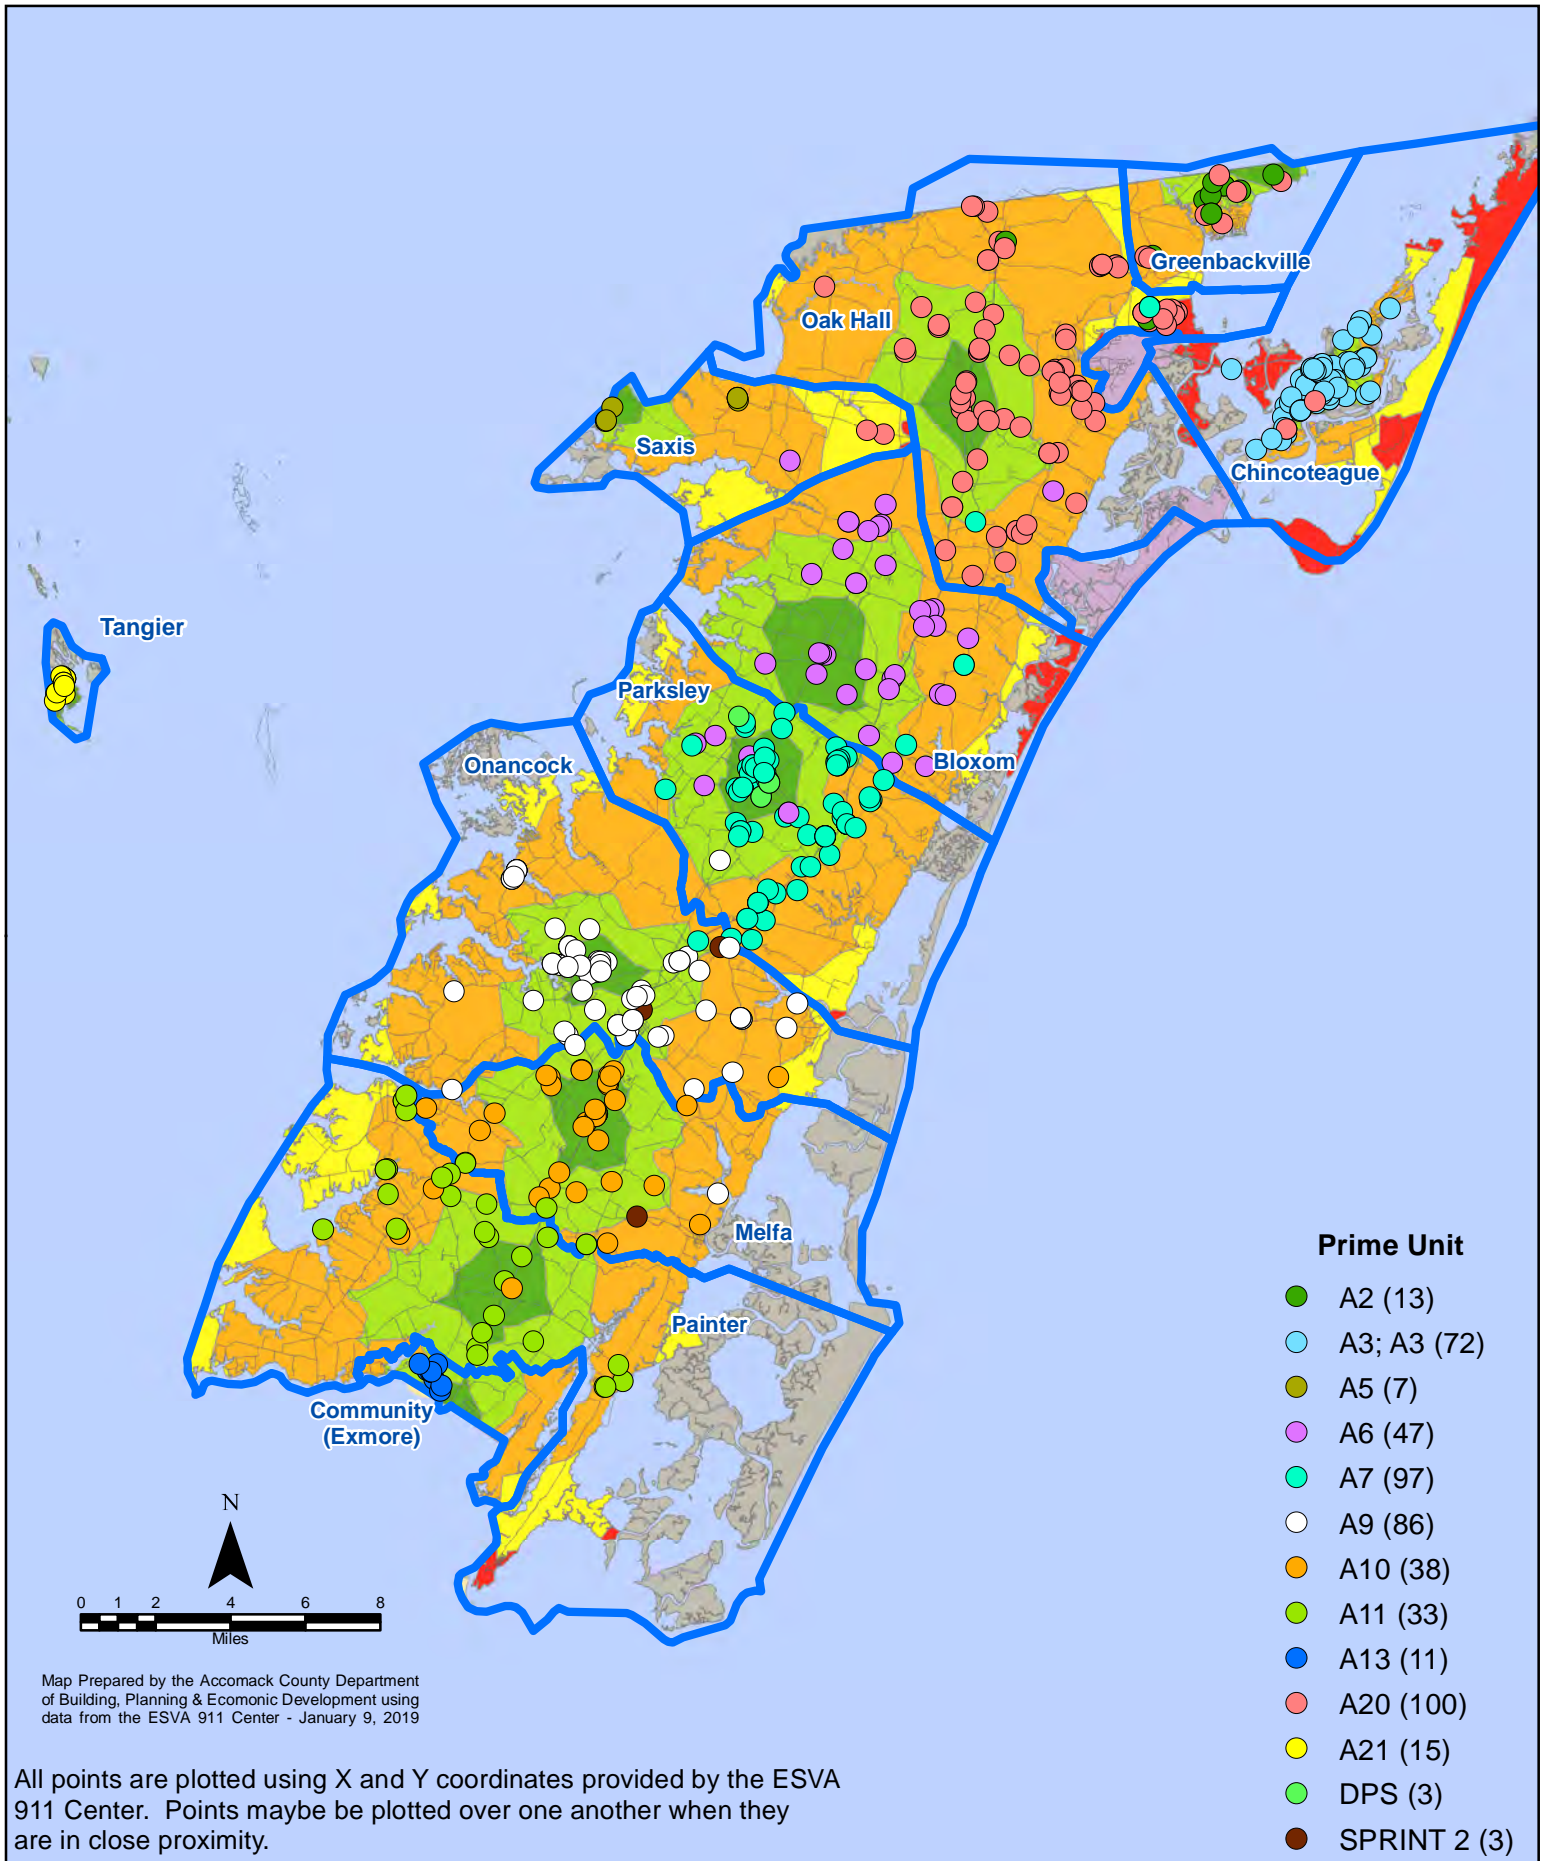 Greenbackville
Oak Hall
Saxis
Chincoteague
Tangier
Parksley
Onancock
Bloxom
Melfa
Painter
Community
(Exmore)
Prime Unit
A2 (13)
A3; A3 (72)
A5 (7)
A6 (47)
A7 (97)
A9 (86)
A10 (38)
A11 (33)
A13 (11)
A20 (100)
A21 (15)
DPS (3)
SPRINT 2 (3)
N
0 1 2 4 6 8
Miles
Map Prepared by the Accomack County Department
of Building, Planning & Ecomonic Development using
data from the ESVA 911 Center - January 9, 2019
All points are plotted using X and Y coordinates provided by the ESVA
911 Center. Points maybe be plotted over one another when they
are in close proximity.